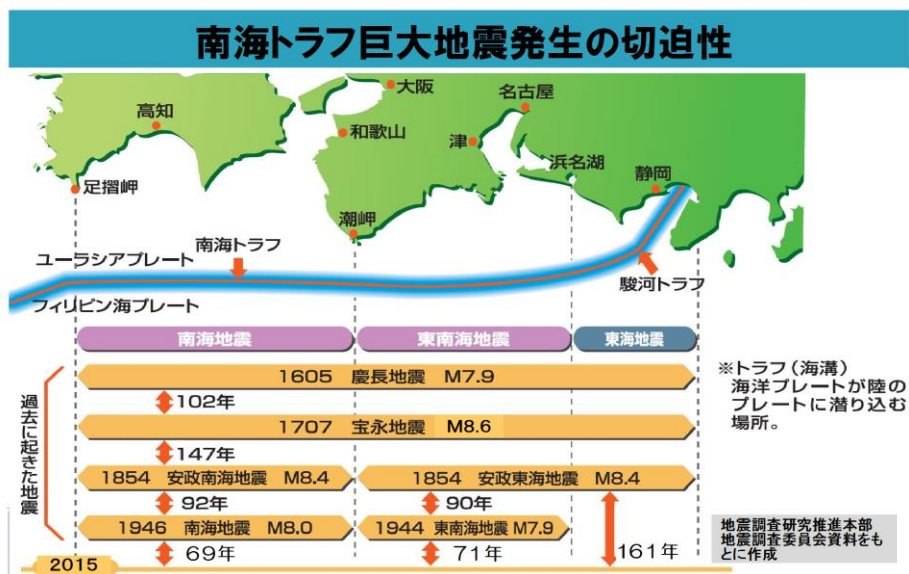 南海トラフ巨大地震発生の切迫性
大阪
名古屋
高知
和歌山
津
浜名湖
静岡
足摺岬
潮岬
南海トラフ
ユーラシアプレート
駿河トラフ
フィリピン海プレート
南海地震
東南海地震
東海地震
過去に起きた地震
1605 慶長地震 M7.9
102年
1707 宝永地震 M8.6
147年
1854 安政南海地震 M8.4
1854 安政東海地震 M8.4
92年
90年
1946 南海地震 M8.0
1944 東南海地震 M7.9
69年
71年
161年
2015
※トラフ(海溝)
海洋プレートが陸の
プレートに潜り込む
場所。
地震調査研究推進本部
地震調査委員会資料をも
とに作成